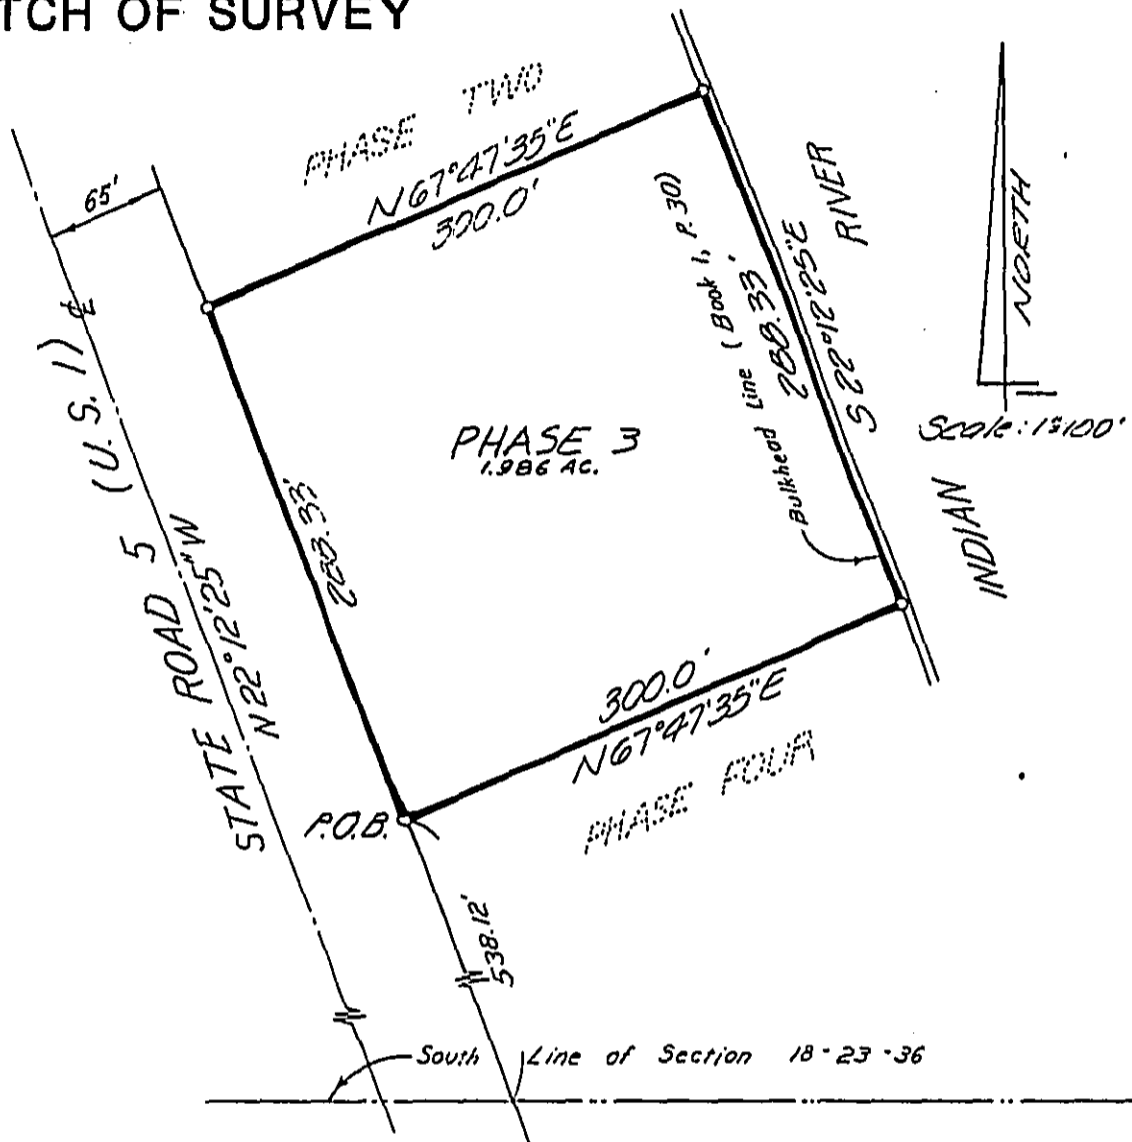 TCH OF SURVEY
PHASE TWO
N67°47'35"E
300.0'
65'
℄
STATE ROAD 5 (U.S. 1)
N22°12'25"W
288.33'
PHASE 3
1.986 AC.
Bulkhead Line (Book 1, P. 30)
288.33'
S22°12'25"E
INDIAN RIVER
NORTH
Scale: 1"=100'
300.0'
N67°47'35"E
PHASE FOUR
P.O.B.
538.12'
South Line of Section 18-23-36